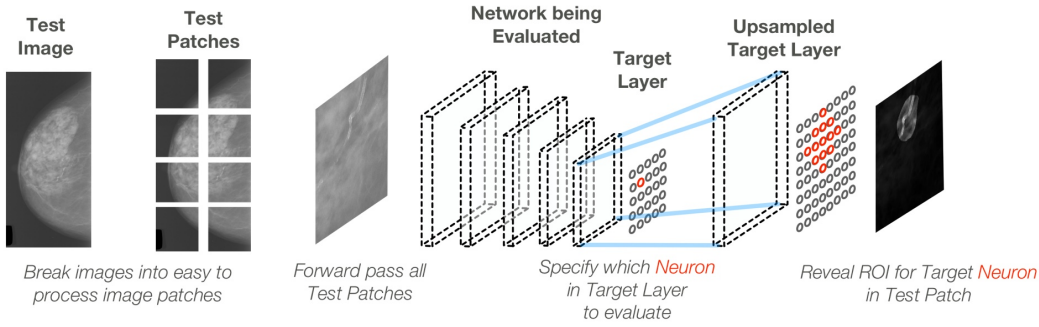 Test
Image
Test
Patches
Network being
Evaluated
Target
Layer
Upsampled
Target Layer
Break images into easy to
process image patches
Forward pass all
Test Patches
Specify which Neuron
in Target Layer
to evaluate
Reveal ROI for Target Neuron
in Test Patch